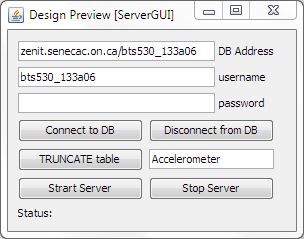 Design Preview [ServerGUI]
zenit.senecac.on.ca/bts530_133a06 DB Address
bts530_133a06 username
password
Connect to DB Disconnect from DB
TRUNCATE table Accelerometer
Strart Server Stop Server
Status: